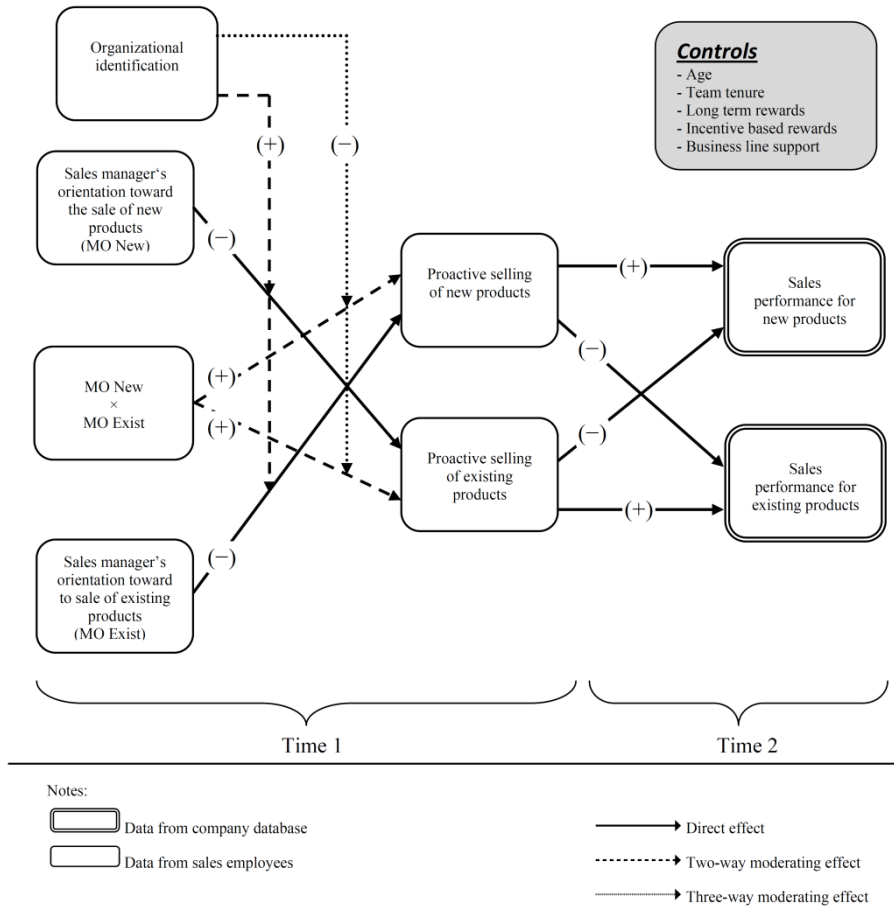 Organizational
identification
Controls
- Age
- Team tenure
- Long term rewards
- Incentive based rewards
- Business line support
(+)
(−)
Sales manager's
orientation toward
the sale of new
products
(MO New)
(−)
Proactive selling
of new products
(+)
Sales
performance for
new products
(−)
MO New
×
MO Exist
(+)
(+)
Proactive selling
of existing
products
(−)
(+)
Sales
performance for
existing products
Sales manager's
orientation toward
to sale of existing
products
(MO Exist)
(−)
Time 1
Time 2
Notes:
Data from company database
Data from sales employees
Direct effect
Two-way moderating effect
Three-way moderating effect